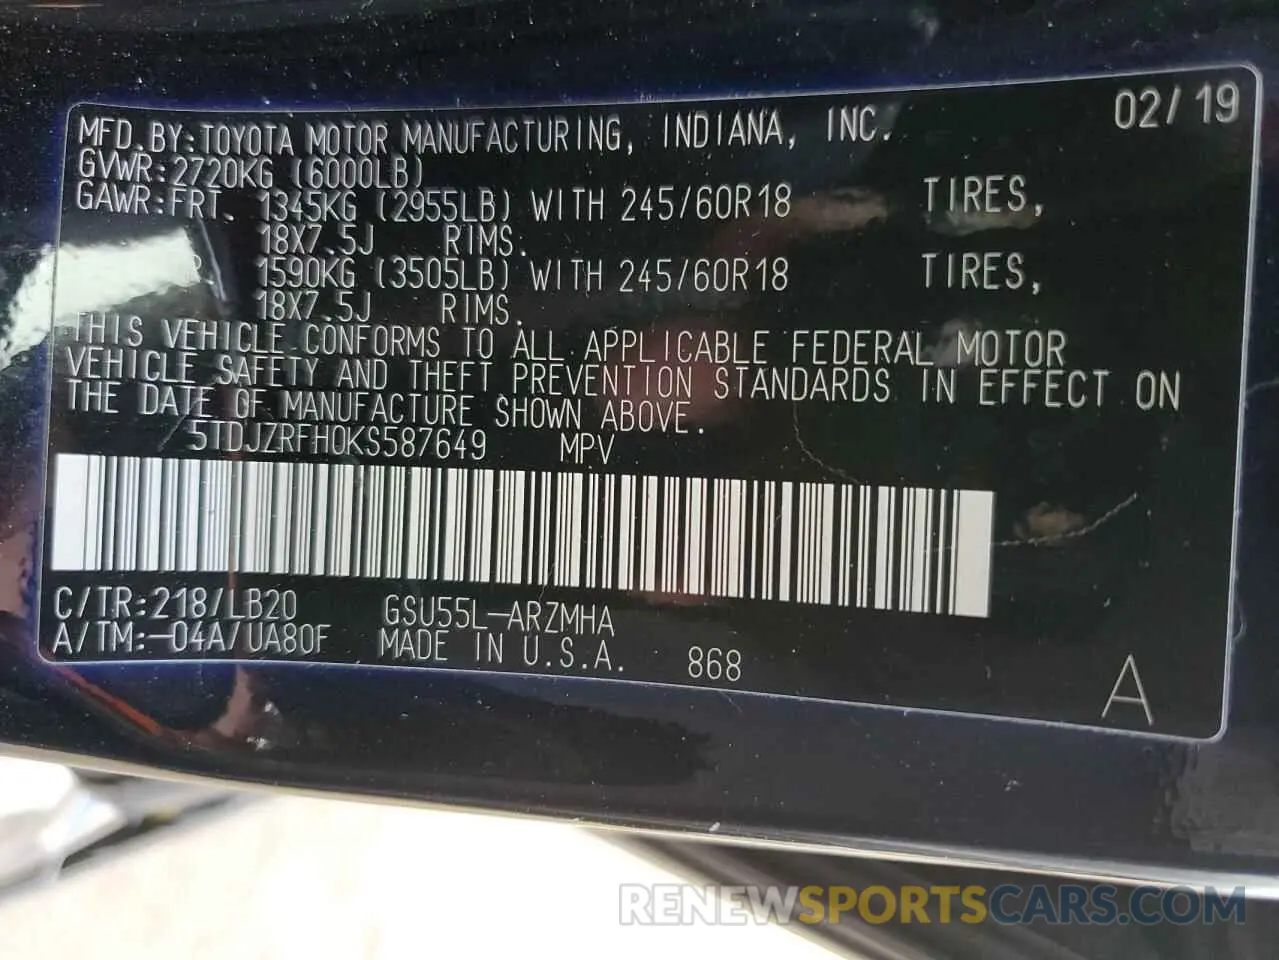 02/19
MFD.BY:TOYOTA MOTOR MANUFACTURING, INDIANA, INC.
GVWR:2720KG (6000LB)
GAWR:FRT. 1345KG (2955LB) WITH 245/60R18 TIRES,
18X7.5J RIMS.
1590KG (3505LB) WITH 245/60R18 TIRES,
18X7.5J RIMS.
THIS VEHICLE CONFORMS TO ALL APPLICABLE FEDERAL MOTOR
VEHICLE SAFETY AND THEFT PREVENTION STANDARDS IN EFFECT ON
THE DATE OF MANUFACTURE SHOWN ABOVE.
5TDJZRFH0KS587649 MPV
C/TR:218/LB20 GSU55L-ARZMHA
A/TM:-04A/UA80F MADE IN U.S.A. 868
A
RENEWSPORTSCARS.COM